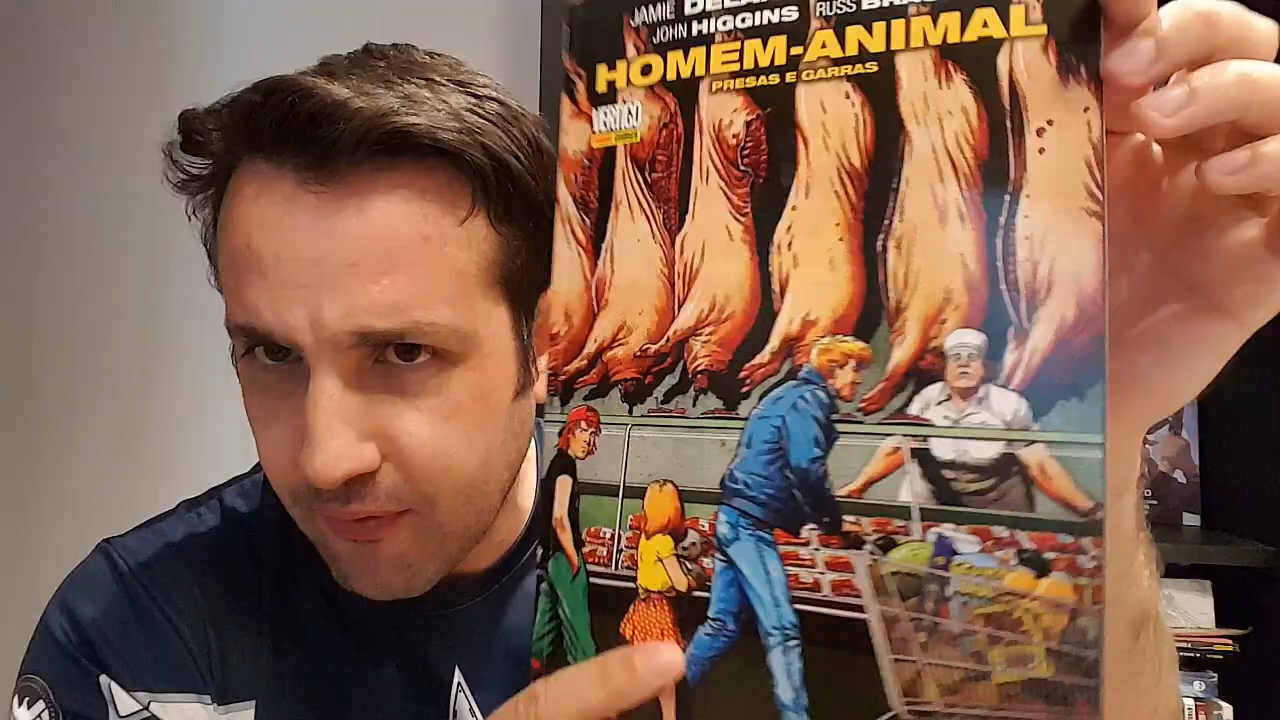 JAMIE
JOHN HIGGINS
RUSS
HOMEM-ANIMAL
PRESAS E GARRAS
VERTIGO